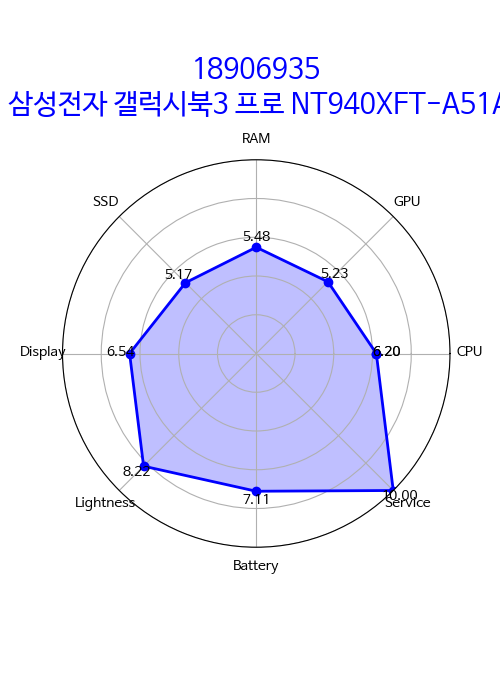 18906935
삼성전자 갤럭시북3 프로 NT940XFT-A51A
RAM
SSD
GPU
5.48
5.17
5.23
Display
6.54
6.20
CPU
8.22
7.11
10.00
Lightness
Service
Battery